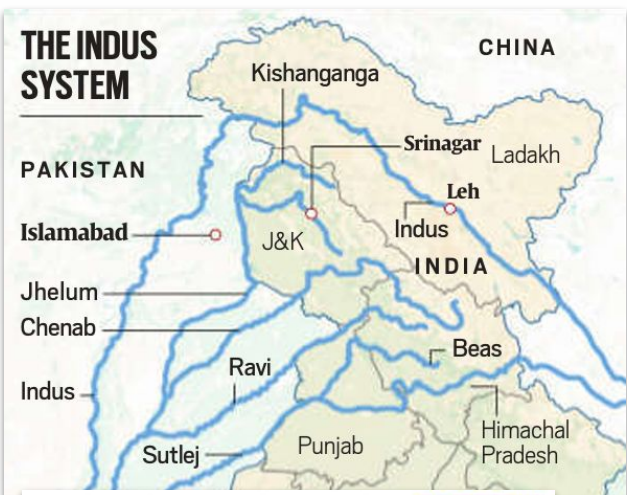 THE INDUS
SYSTEM
CHINA
Kishanganga
Srinagar
Ladakh
PAKISTAN
Leh
Islamabad
Indus
J&K
INDIA
Jhelum
Chenab
Beas
Ravi
Indus
Himachal
Pradesh
Punjab
Sutlej